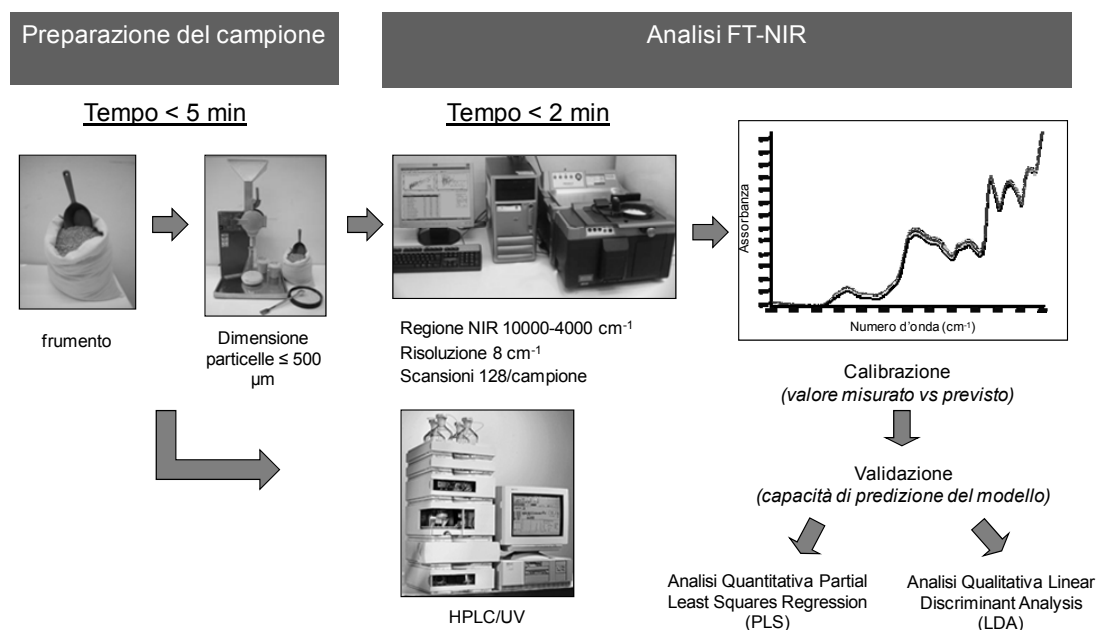 Preparazione del campione
Analisi FT-NIR
Tempo < 5 min
Tempo < 2 min
frumento
Dimensione
particelle ≤ 500
µm
Regione NIR 10000-4000 cm-1
Risoluzione 8 cm-1
Scansioni 128/campione
Assorbanza
Numero d'onda (cm-1)
Calibrazione
(valore misurato vs previsto)
Validazione
(capacità di predizione del modello)
HPLC/UV
Analisi Quantitativa Partial
Least Squares Regression
(PLS)
Analisi Qualitativa Linear
Discriminant Analysis
(LDA)